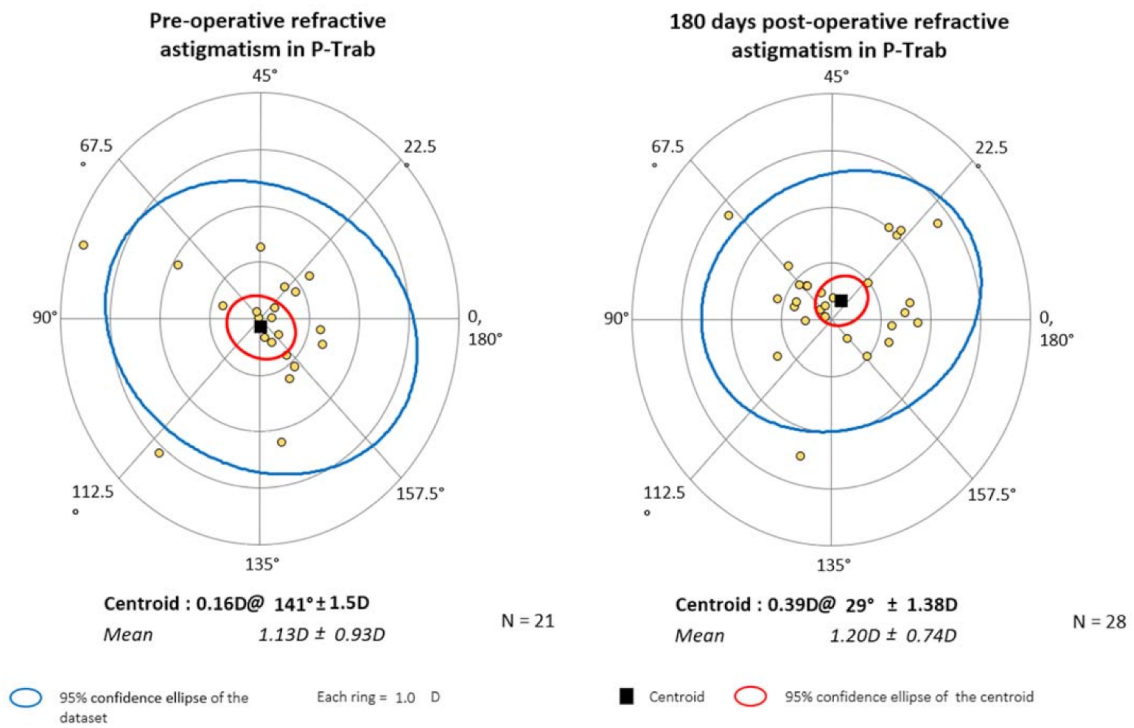 Pre-operative refractive
astigmatism in P-Trab
45°
67.5
°
22.5
°
90°
0,
180°
112.5
°
157.5°
135°
Centroid : 0.16D@ 141° ± 1.5D
Mean 1.13D ± 0.93D
N = 21
180 days post-operative refractive
astigmatism in P-Trab
45°
67.5
°
22.5
°
90°
0,
180°
112.5
°
157.5°
135°
Centroid : 0.39D@ 29° ± 1.38D
Mean 1.20D ± 0.74D
N = 28
95% confidence ellipse of the
dataset
Each ring = 1.0 D
Centroid
95% confidence ellipse of the centroid